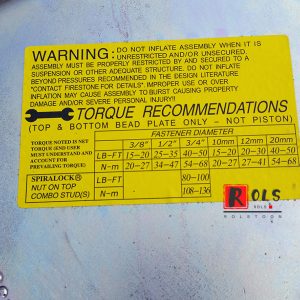 WARNING - DO NOT INFLATE ASSEMBLY WHEN IT IS
UNRESTRICTED AND/OR UNSECURED.
ASSEMBLY MUST BE PROPERLY RESTRICTED BY AND SECURED TO A
SUSPENSION OR OTHER ADEQUATE STRUCTURE. DO NOT INFLATE
BEYOND PRESSURES RECOMMENDED IN THE DESIGN LITERATURE
"CONTACT FIRESTONE FOR DETAILS". IMPROPER USE OR OVER
INFLATION MAY CAUSE ASSEMBLY TO BURST CAUSING PROPERTY
DAMAGE AND/OR SEVERE PERSONAL INJURY!!
TORQUE RECOMMENDATIONS
(TOP & BOTTOM BEAD PLATE ONLY - NOT PISTON)
FASTENER DIAMETER
3/8" 1/2" 3/4" 10mm 12mm 20mm
TORQUE NOTED IS NET
TORQUE (END USER
MUST UNDERSTAND AND
ACCOUNT FOR
PREVAILING TORQUE)
LB-FT 15-20 25-35 40-50 15-20 20-30 40-50
N-m 20-27 34-47 54-68 20-27 27-41 54-68
SPIRALOCK®
NUT ON TOP
COMBO STUD(S)
LB-FT 80-100
N-m 108-136
R ROLS
ROLS
ROLSTOOS